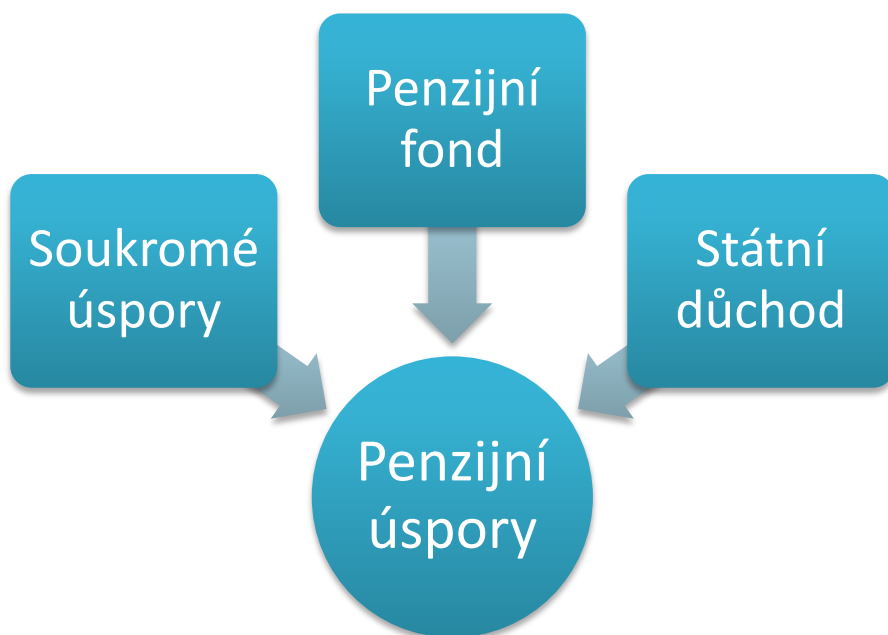 Penzijní
fond
Soukromé
úspory
Státní
důchod
Penzijní
úspory